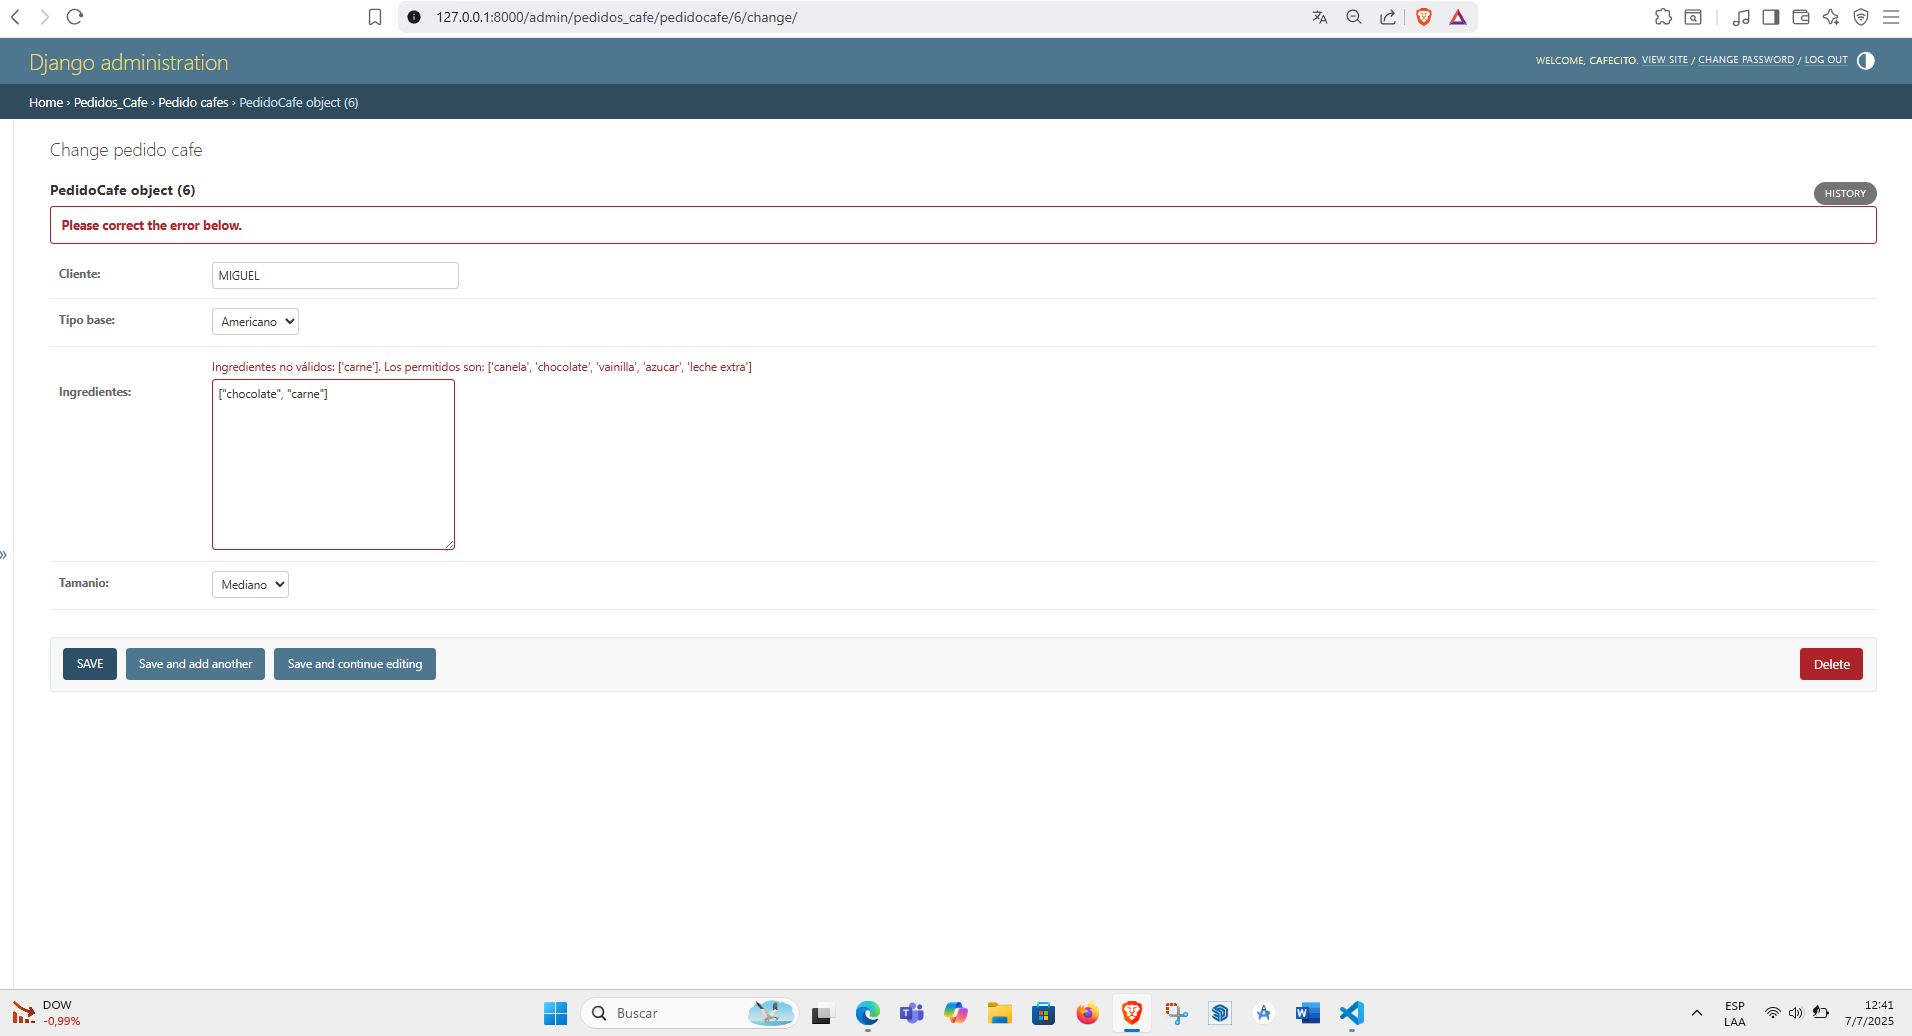 127.0.0.1:8000/admin/pedidos_cafe/pedidocafe/6/change/
Django administration
WELCOME, CAFECITO. VIEW SITE / CHANGE PASSWORD / LOG OUT
Home › Pedidos_Cafe › Pedido cafes › PedidoCafe object (6)
Change pedido cafe
PedidoCafe object (6)
HISTORY
Please correct the error below.
Cliente:
MIGUEL
Tipo base:
Americano
Ingredientes no válidos: ['carne']. Los permitidos son: ['canela', 'chocolate', 'vainilla', 'azucar', 'leche extra']
Ingredientes:
["chocolate", "carne"]
»
Tamanio:
Mediano
SAVE
Save and add another
Save and continue editing
Delete
DOW
-0,99%
Buscar
ESP
LAA
12:41
7/7/2025